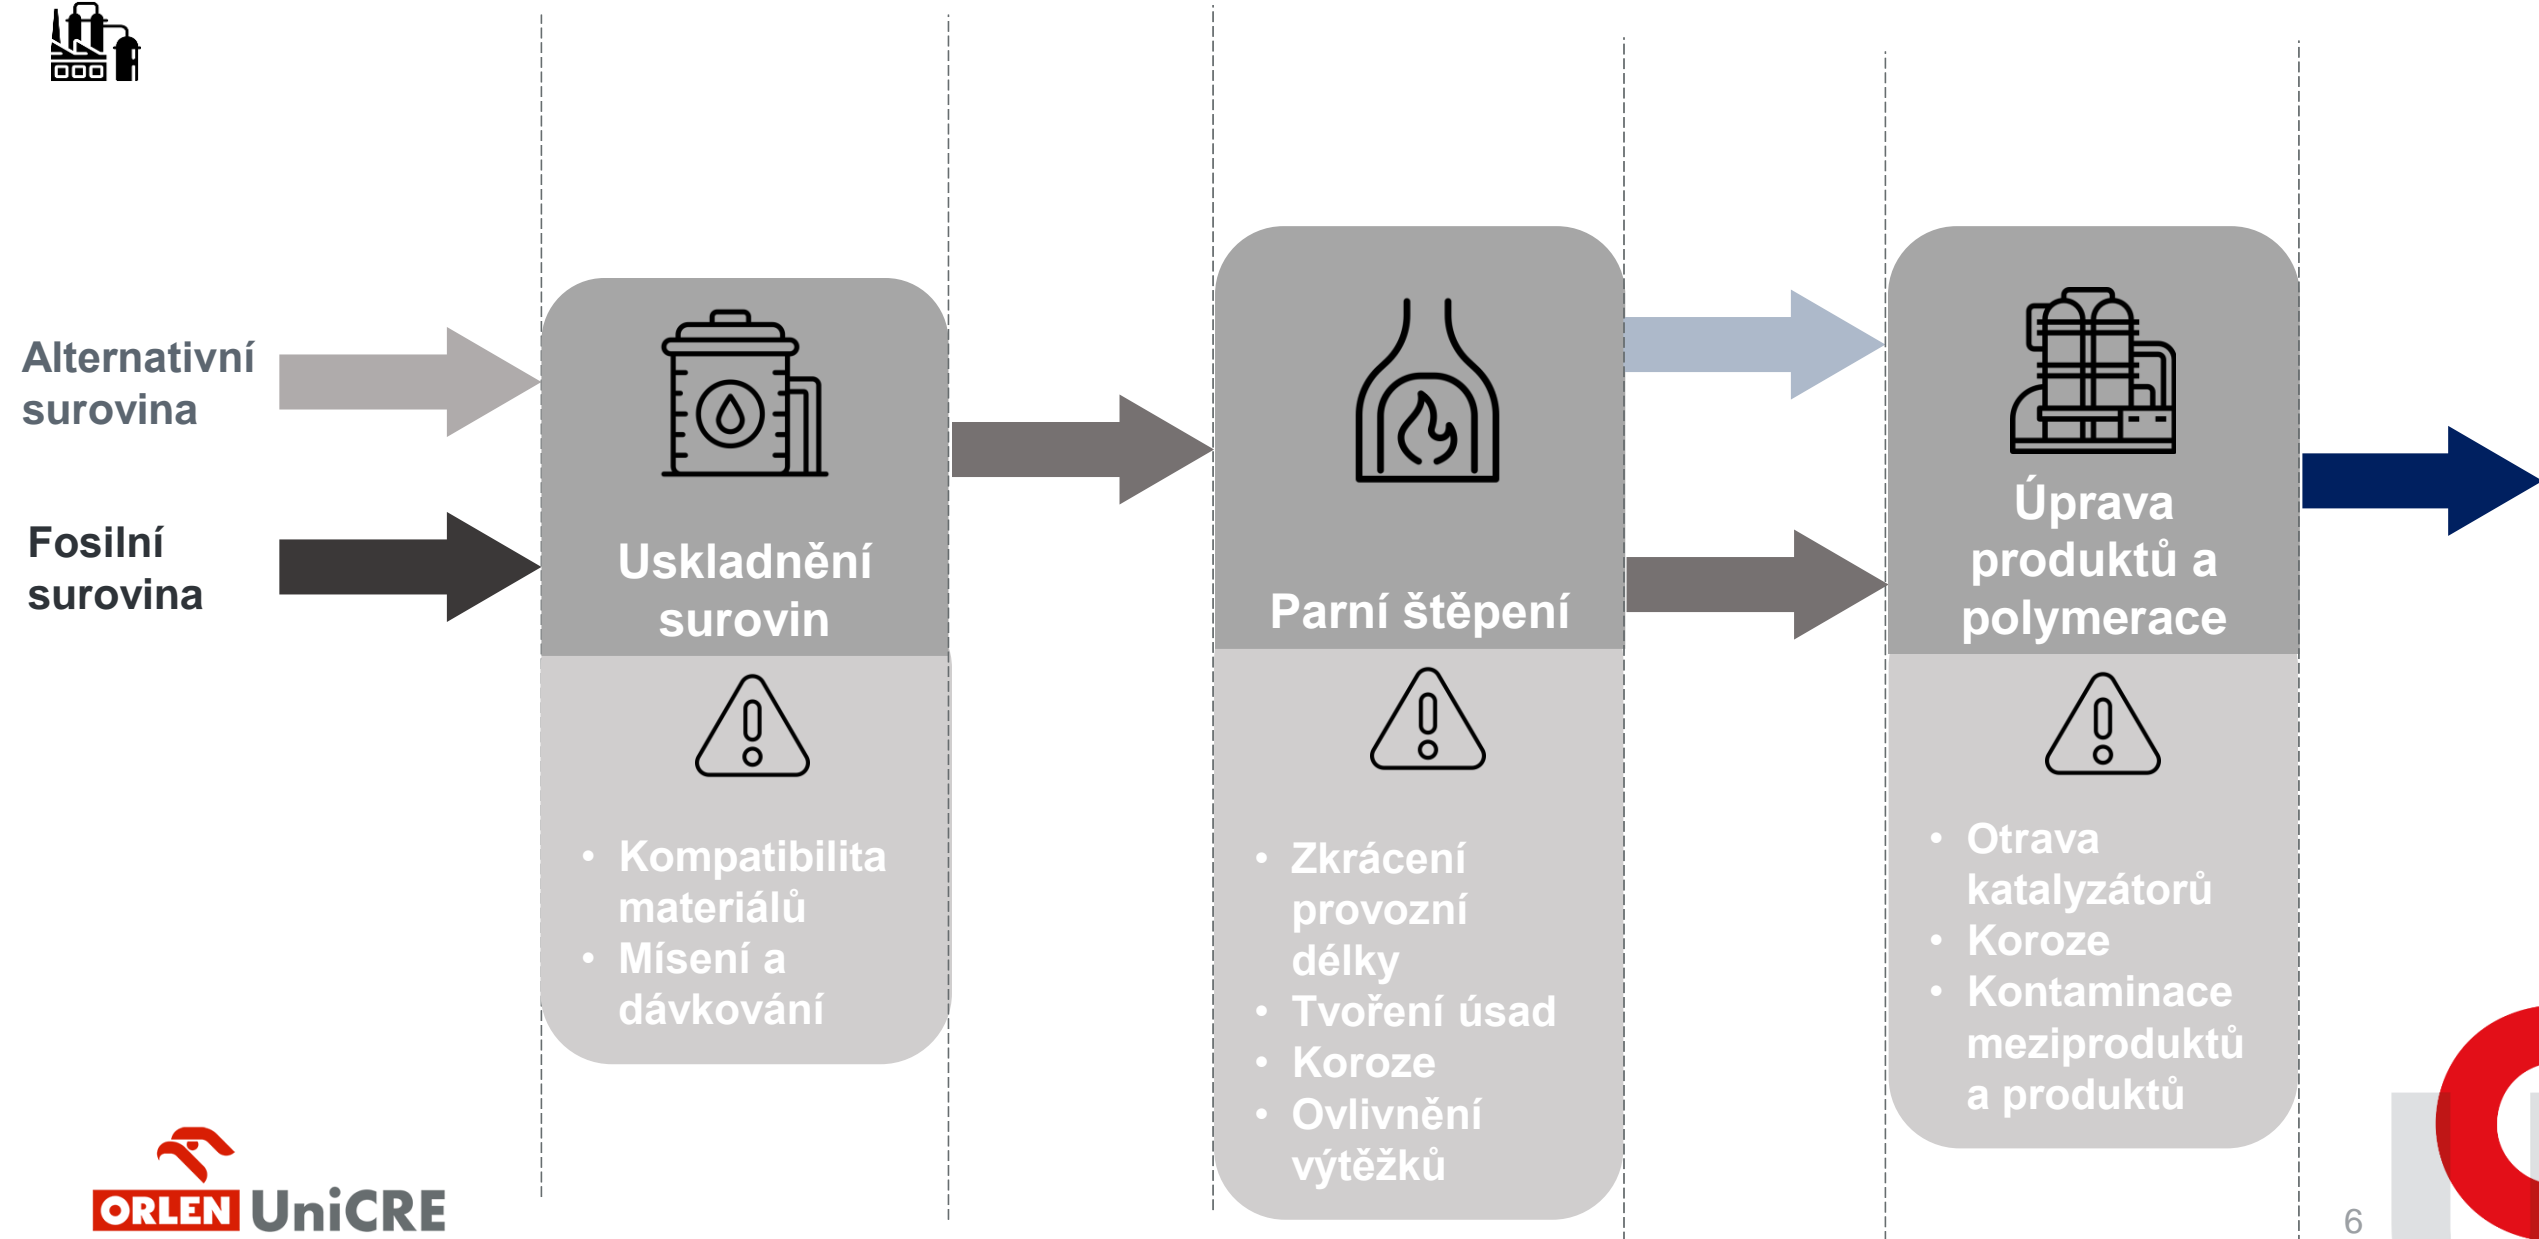 Alternativní
surovina
Fosilní
surovina
Uskladnění
surovin
• Kompatibilita
materiálů
• Mísení a
dávkování
Parní štěpení
• Zkrácení
provozní
délky
• Tvoření úsad
• Koroze
• Ovlivnění
výtěžků
Úprava
produktů a
polymerace
• Otrava
katalyzátorů
• Koroze
• Kontaminace
meziproduktů
a produktů
ORLEN UniCRE
6